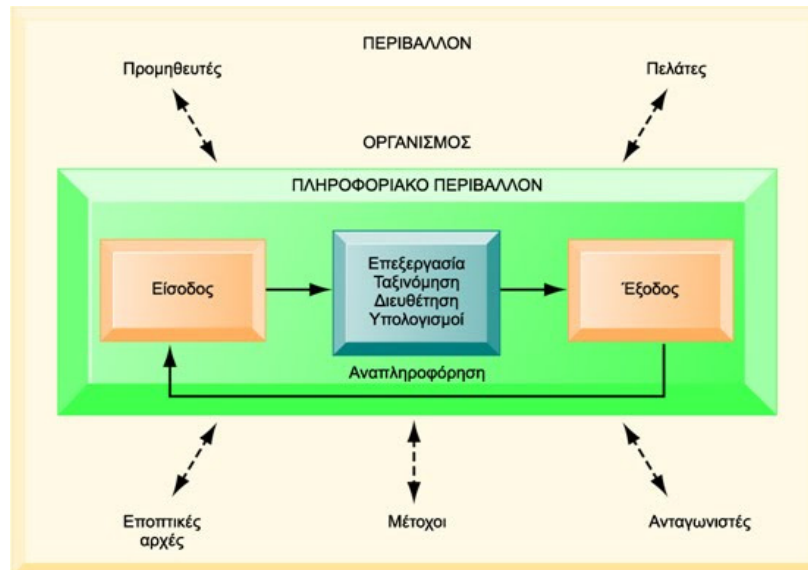 ΠΕΡΙΒΑΛΛΟΝ
Προμηθευτές
Πελάτες
ΟΡΓΑΝΙΣΜΟΣ
ΠΛΗΡΟΦΟΡΙΑΚΟ ΠΕΡΙΒΑΛΛΟΝ
Είσοδος
Επεξεργασία
Ταξινόμηση
Διευθέτηση
Υπολογισμοί
Έξοδος
Αναπληροφόρηση
Εποπτικές
αρχές
Μέτοχοι
Ανταγωνιστές